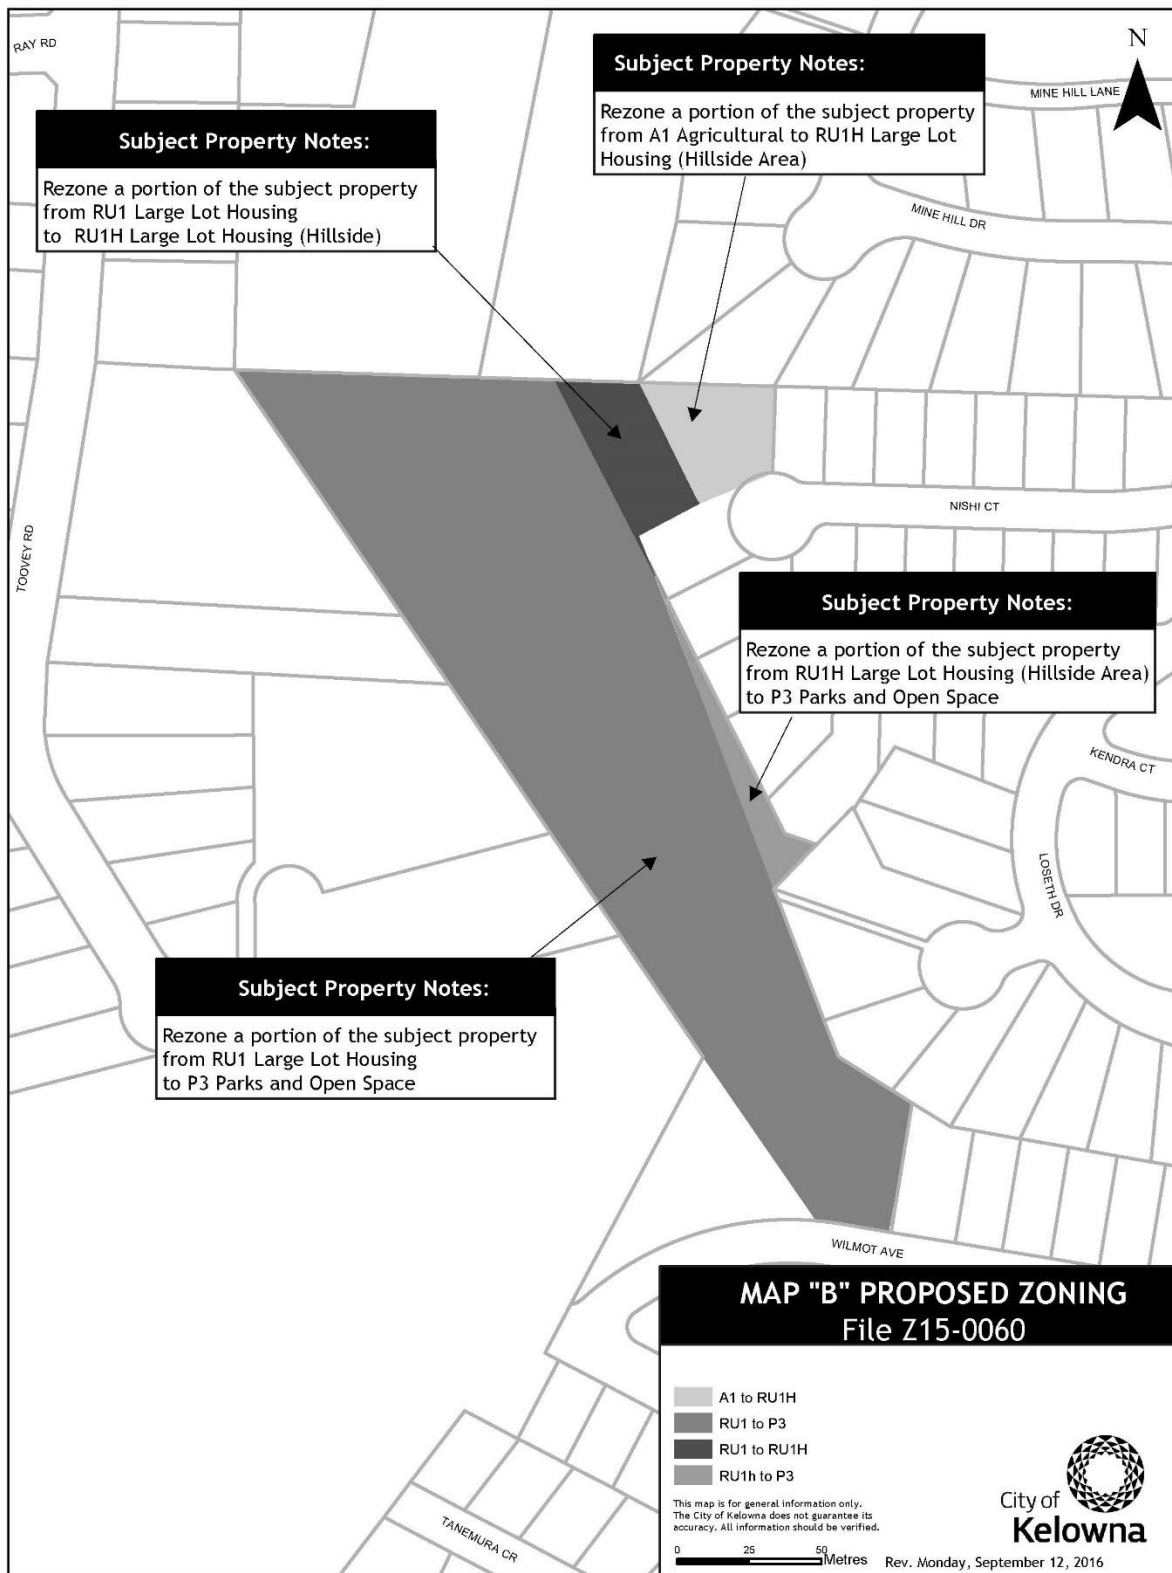 RAY RD
N
MINE HILL LANE
Subject Property Notes:
Rezone a portion of the subject property
from A1 Agricultural to RU1H Large Lot
Housing (Hillside Area)
Subject Property Notes:
Rezone a portion of the subject property
from RU1 Large Lot Housing
to RU1H Large Lot Housing (Hillside)
MINE HILL DR
NISHI CT
TOOVEY RD
Subject Property Notes:
Rezone a portion of the subject property
from RU1H Large Lot Housing (Hillside Area)
to P3 Parks and Open Space
KENDRA CT
LOSETH DR
Subject Property Notes:
Rezone a portion of the subject property
from RU1 Large Lot Housing
to P3 Parks and Open Space
WILMOT AVE
MAP "B" PROPOSED ZONING
File Z15-0060
A1 to RU1H
RU1 to P3
RU1 to RU1H
RU1h to P3
This map is for general information only.
The City of Kelowna does not guarantee its
accuracy. All information should be verified.
0 25 50 Metres
City of
Kelowna
Rev. Monday, September 12, 2016
TANEMURA CR